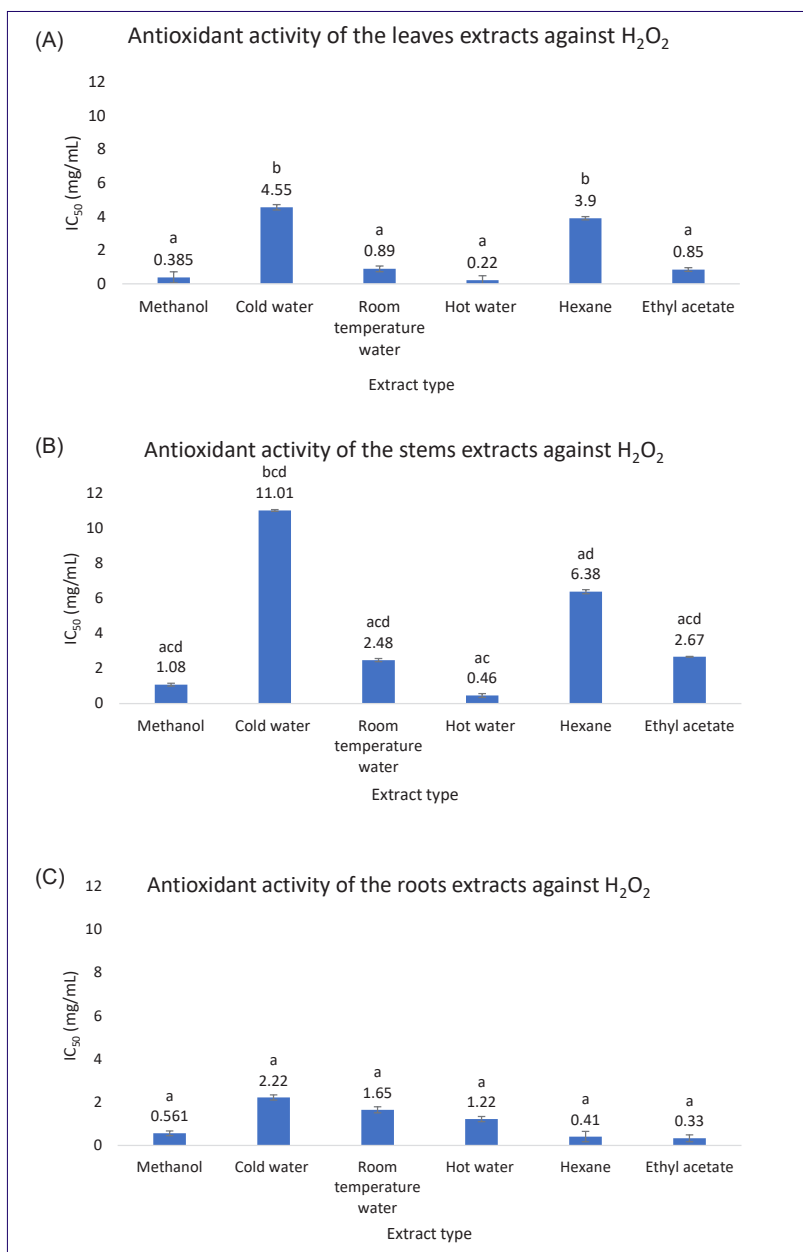 (A)
Antioxidant activity of the leaves extracts against H₂O₂
12
10
8
6
4
2
0
IC₅₀ (mg/mL)
a
0.385
b
4.55
a
0.89
a
0.22
b
3.9
a
0.85
Methanol
Cold water
Room
temperature
water
Hot water
Hexane
Ethyl acetate
Extract type
(B)
Antioxidant activity of the stems extracts against H₂O₂
12
10
8
6
4
2
0
IC₅₀ (mg/mL)
acd
1.08
bcd
11.01
acd
2.48
ac
0.46
ad
6.38
acd
2.67
Methanol
Cold water
Room
temperature
water
Hot water
Hexane
Ethyl acetate
Extract type
(C)
Antioxidant activity of the roots extracts against H₂O₂
12
10
8
6
4
2
0
IC₅₀ (mg/mL)
a
0.561
a
2.22
a
1.65
a
1.22
a
0.41
a
0.33
Methanol
Cold water
Room
temperature
water
Hot water
Hexane
Ethyl acetate
Extract type